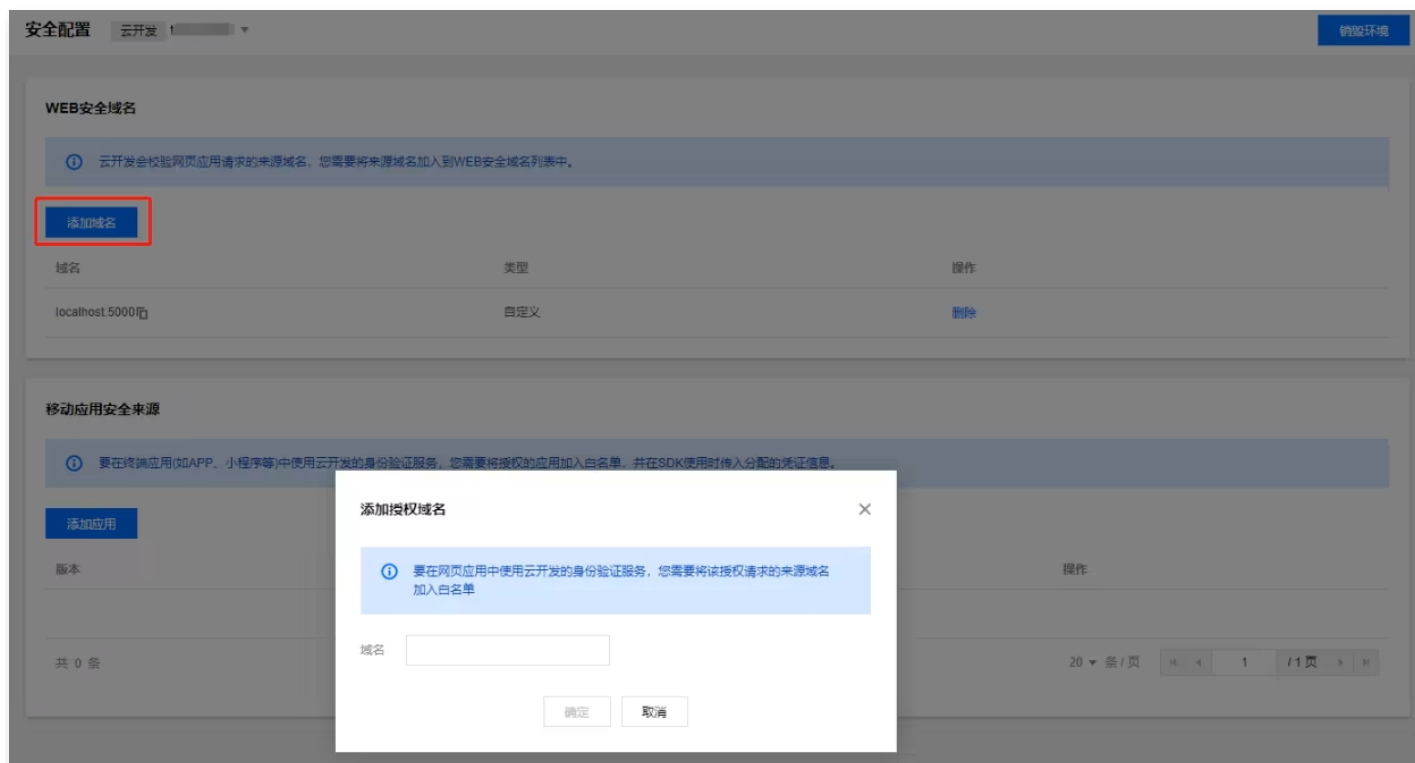 安全配置 云开发
销毁环境
WEB安全域名
云开发会校验网页应用请求的来源域名，您需要将来源域名加入到WEB安全域名列表中。
添加域名
域名 类型 操作
localhost:5000 自定义 删除
移动应用安全来源
要在终端应用(如APP、小程序等)中使用云开发的身份验证服务，您需要将授权的应用加入白名单，并在SDK使用时传入分配的凭证信息。
添加应用
版本 操作
共 0 条 20 条 / 页 1 / 1 页
添加授权域名
要在网页应用中使用云开发的身份验证服务，您需要将该授权请求的来源域名
加入白名单
域名
确定 取消